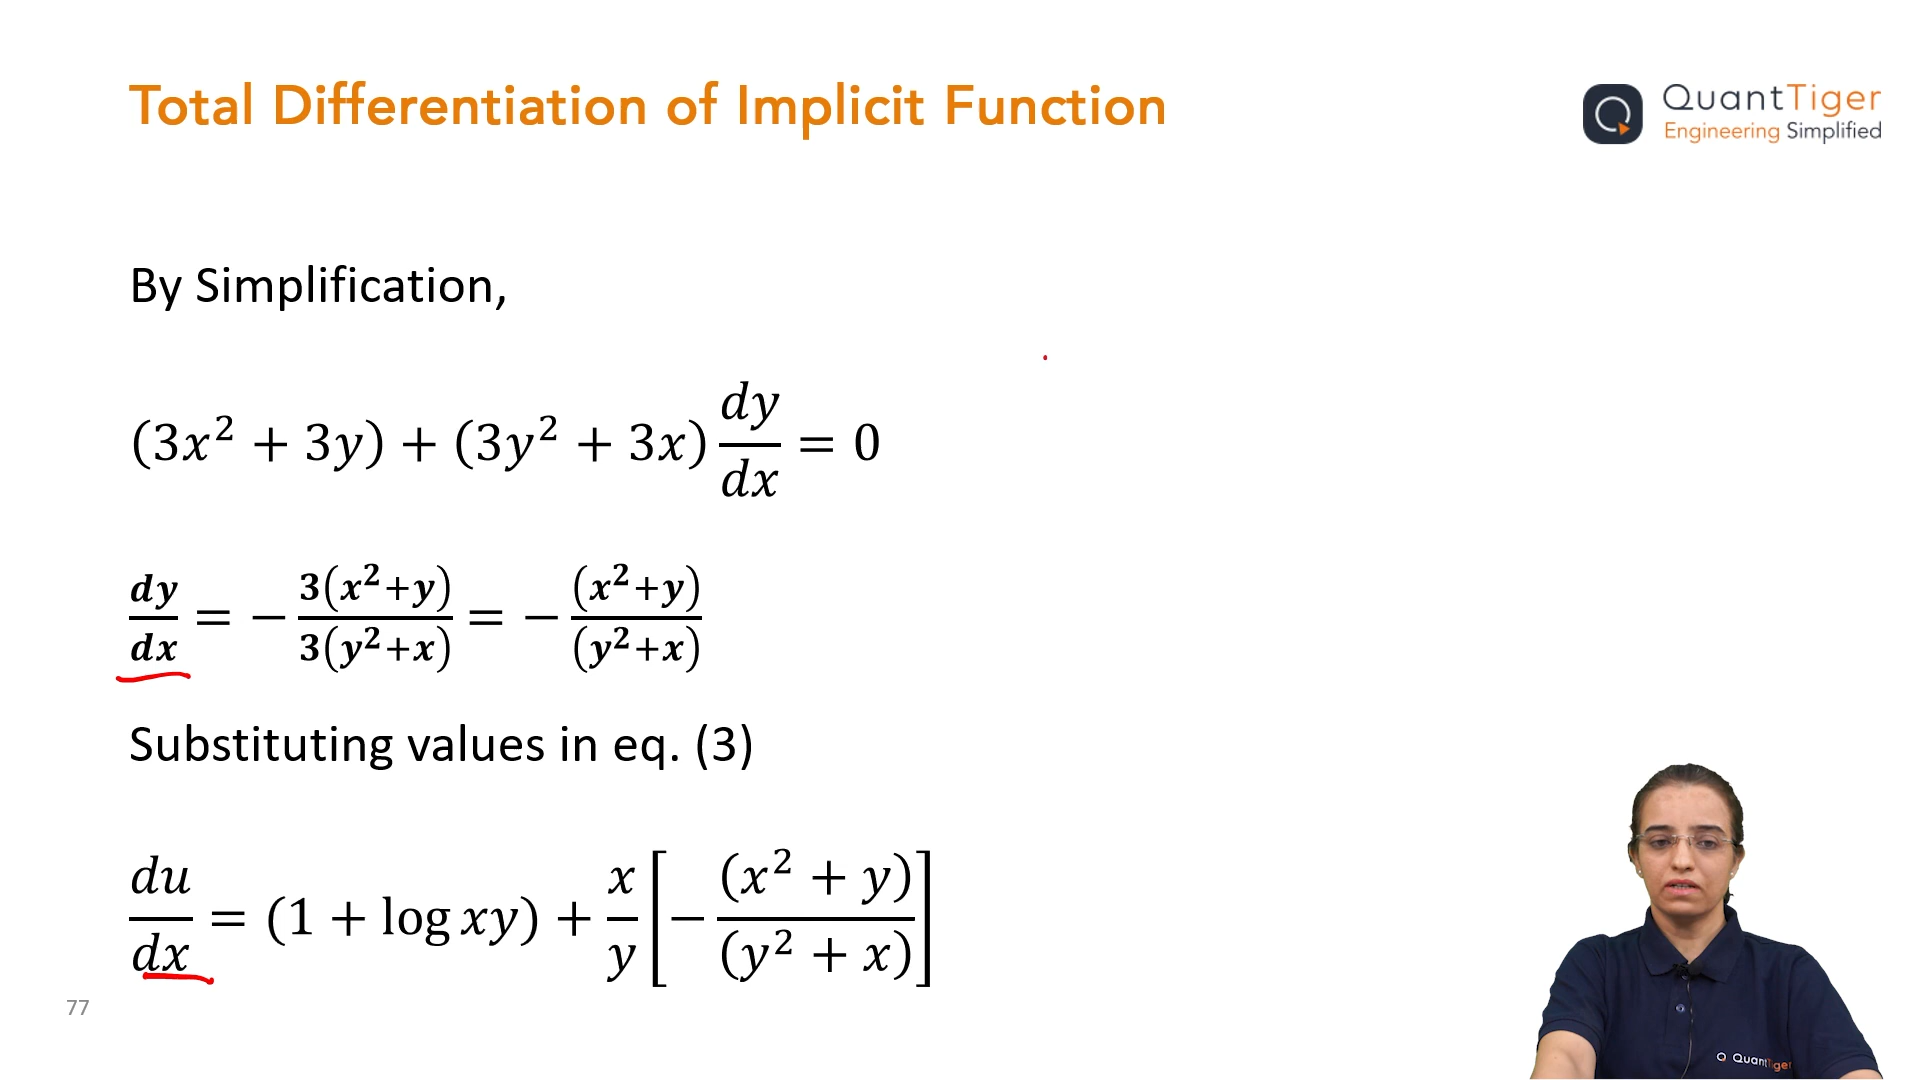 Total Differentiation of Implicit Function
QuantTiger
Engineering Simplified
By Simplification,
(3x² + 3y) + (3y² + 3x) dy/dx = 0
dy/dx = − 3(x²+y)/3(y²+x) = − (x²+y)/(y²+x)
Substituting values in eq. (3)
du/dx = (1 + log xy) + x/y [− (x² + y)/(y² + x)]
77
QuantTiger